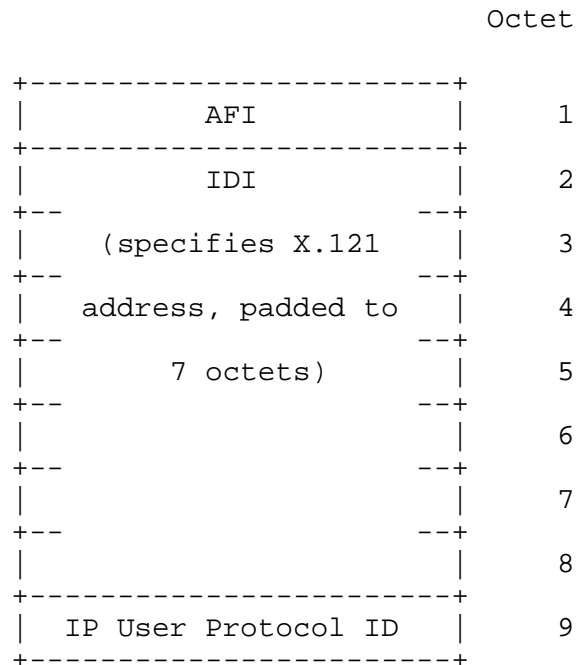 Octet
+------------------------+
| AFI | 1
+------------------------+
| IDI | 2
+-- --+
| (specifies X.121 | 3
+-- --+
| address, padded to | 4
+-- --+
| 7 octets) | 5
+-- --+
| | 6
+-- --+
| | 7
+-- --+
| | 8
+------------------------+
| IP User Protocol ID | 9
+------------------------+